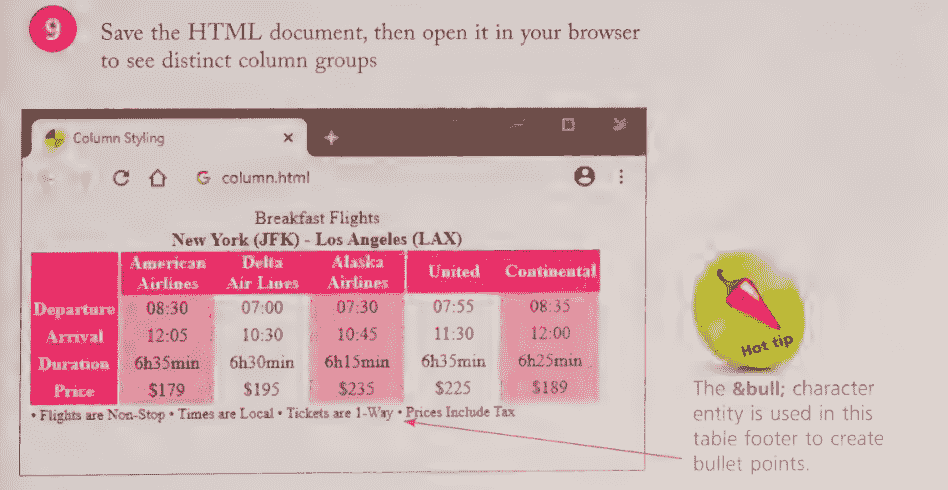 9
Save the HTML document, then open it in your browser
to see distinct column groups
Column Styling
column.html
Breakfast Flights
New York (JFK) - Los Angeles (LAX)
American Airlines Delta Air Lines Alaska Airlines United Continental
Departure 08:30 07:00 07:30 07:55 08:35
Arrival 12:05 10:30 10:45 11:30 12:00
Duration 6h35min 6h30min 6h15min 6h35min 6h25min
Price $179 $195 $235 $225 $189
• Flights are Non-Stop • Times are Local • Tickets are 1-Way • Prices Include Tax
Hot tip
The &bull; character
entity is used in this
table footer to create
bullet points.